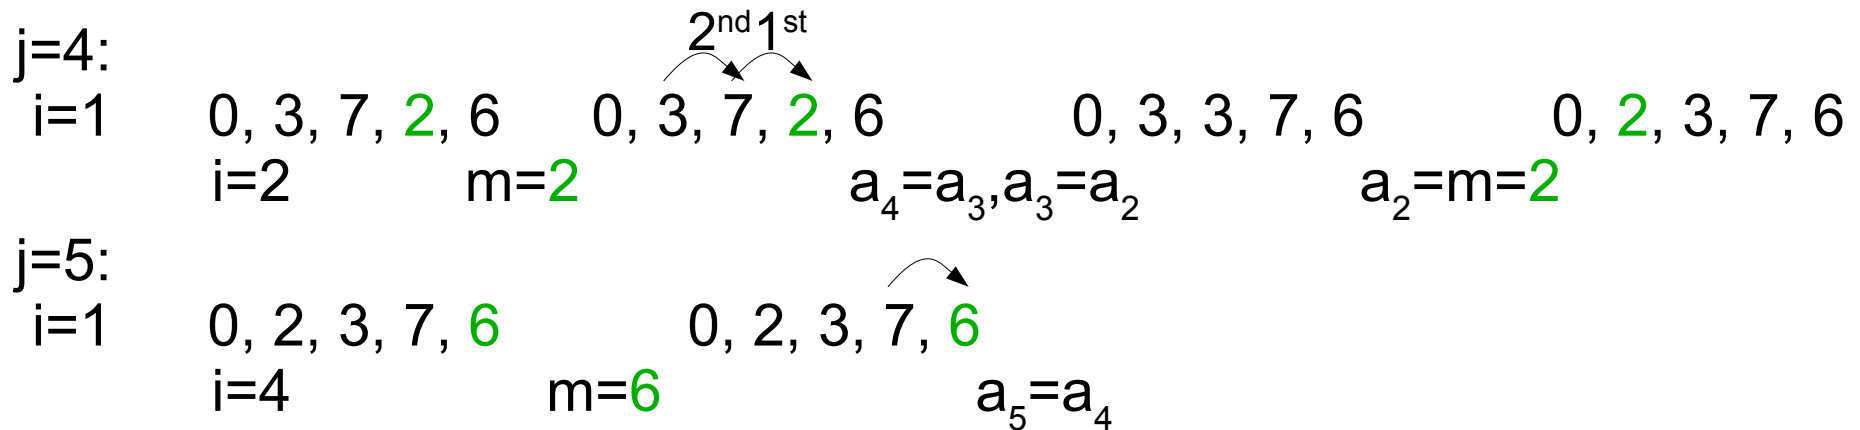 2nd 1st
j=4:
i=1 0, 3, 7, 2, 6 0, 3, 7, 2, 6 0, 3, 3, 7, 6 0, 2, 3, 7, 6
i=2 m=2 a4=a3,a3=a2 a2=m=2
j=5:
i=1 0, 2, 3, 7, 6 0, 2, 3, 7, 6
i=4 m=6 a5=a4